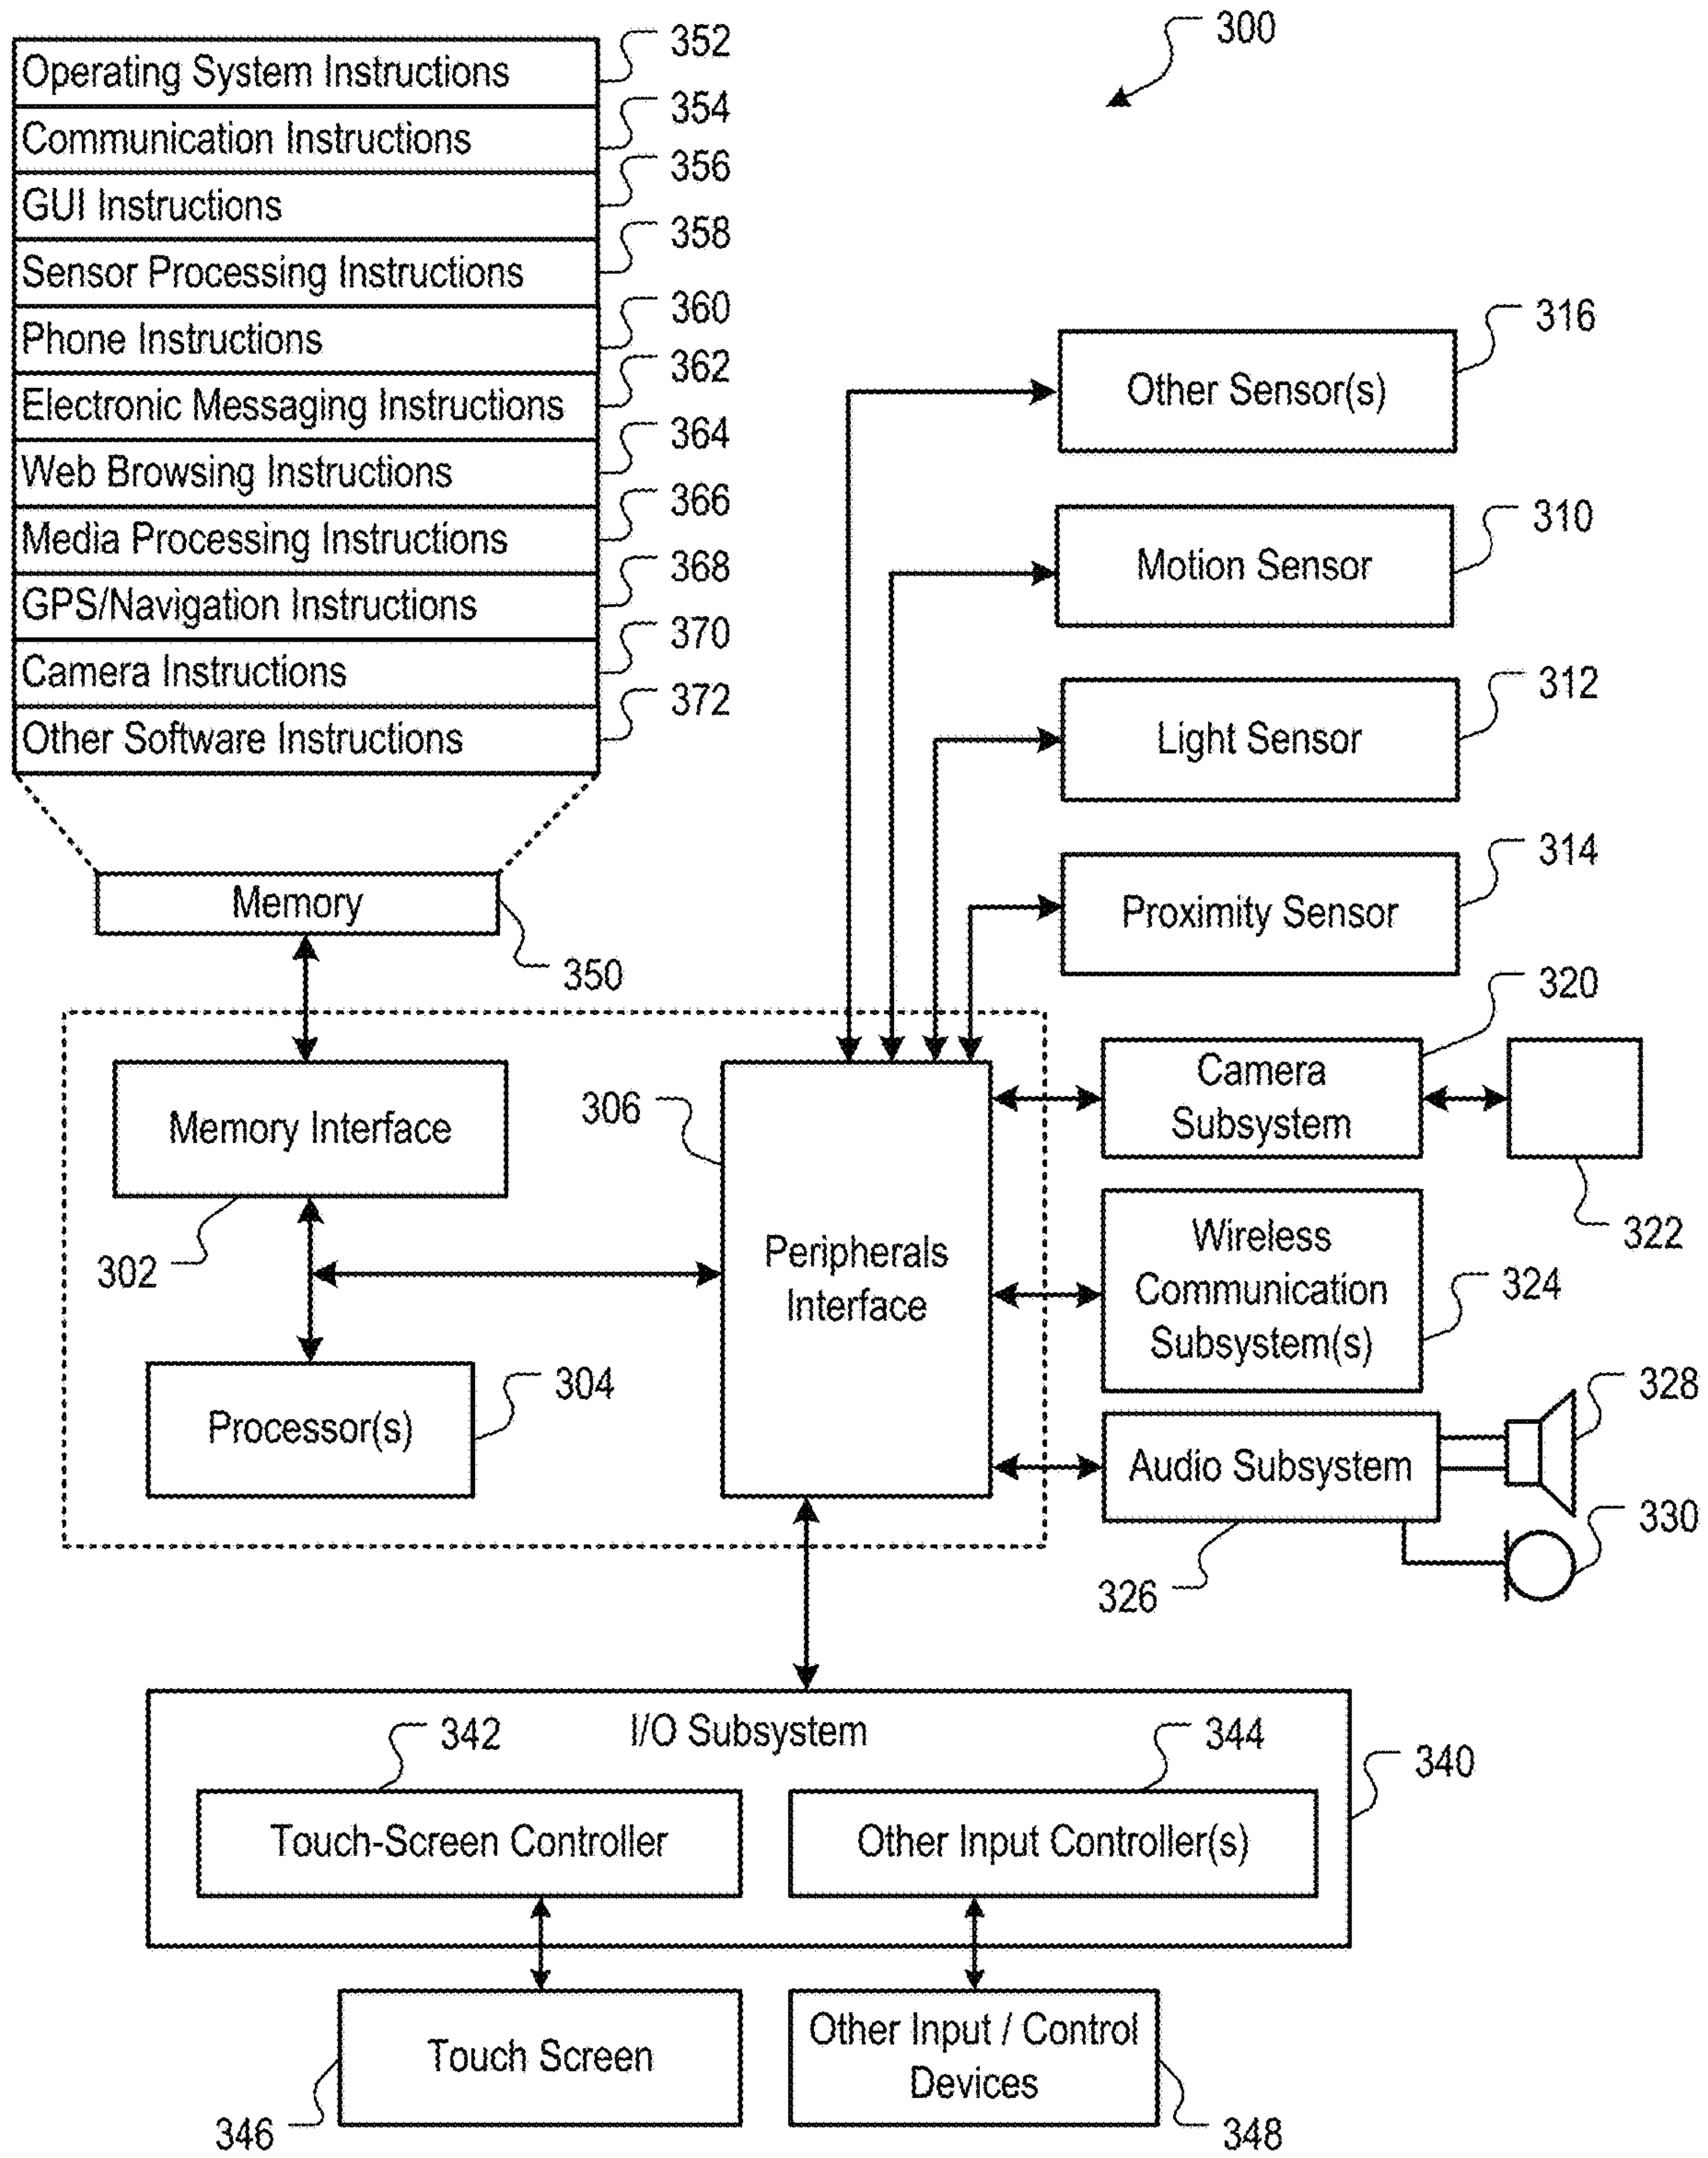 300
352
Operating System Instructions
354
Communication Instructions
356
GUI Instructions
358
Sensor Processing Instructions
360
Phone Instructions
362
Electronic Messaging Instructions
364
Web Browsing Instructions
366
Media Processing Instructions
368
GPS/Navigation Instructions
370
Camera Instructions
372
Other Software Instructions
Memory
350
316
Other Sensor(s)
310
Motion Sensor
312
Light Sensor
314
Proximity Sensor
320
Camera
Subsystem
322
Memory Interface
302
306
Peripherals
Interface
Wireless
Communication
Subsystem(s)
324
304
Processor(s)
Audio Subsystem
328
330
326
I/O Subsystem
342
344
340
Touch-Screen Controller
Other Input Controller(s)
Touch Screen
346
Other Input / Control
Devices
348